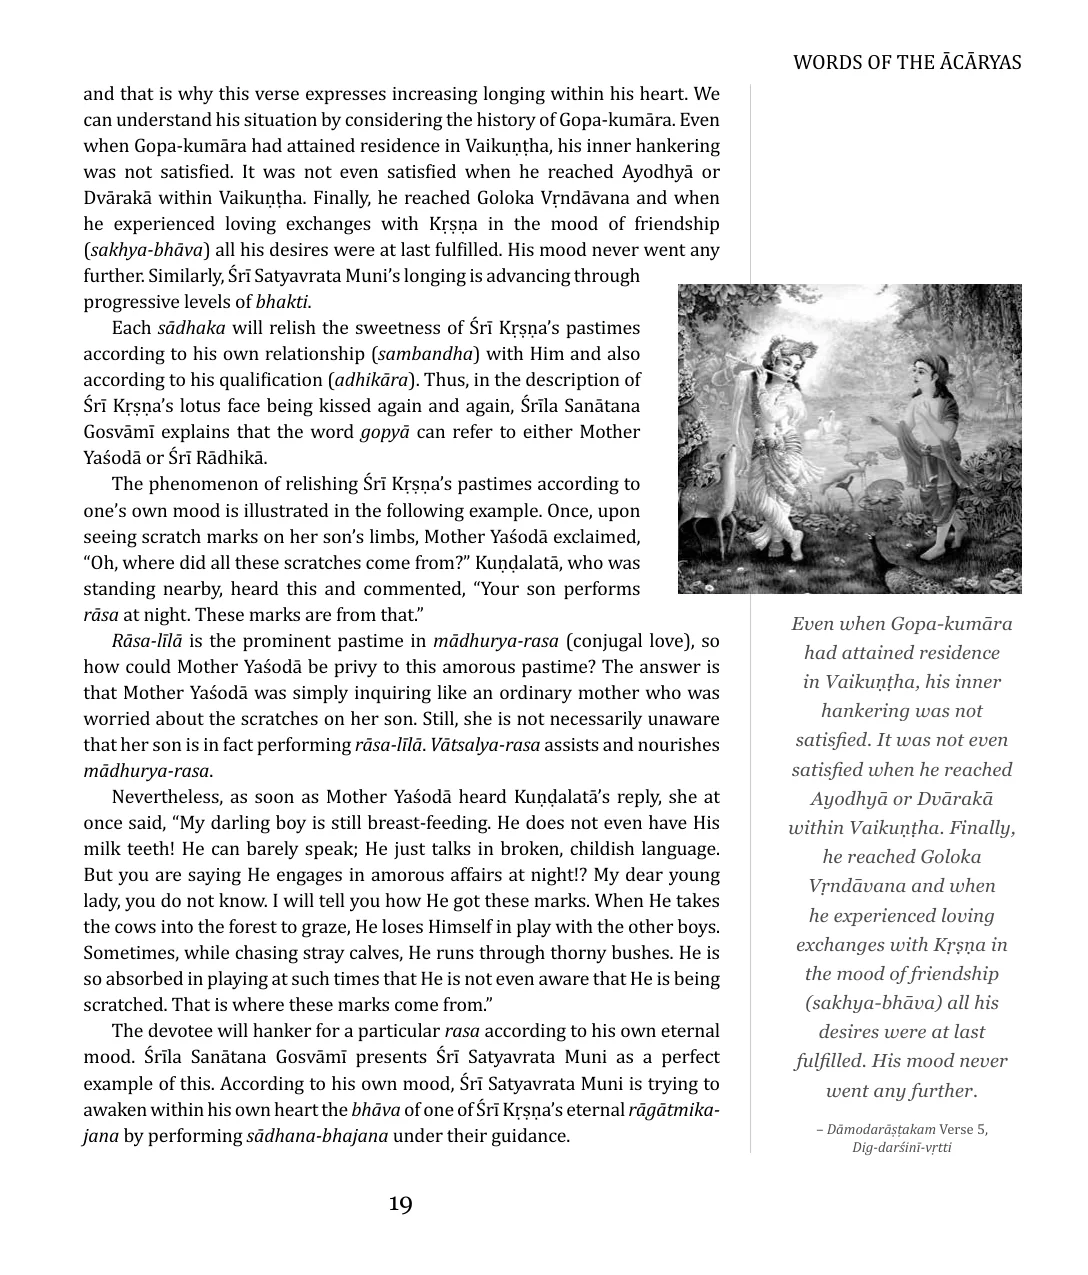 WORDS OF THE ĀCĀRYAS
and that is why this verse expresses increasing longing within his heart. We
can understand his situation by considering the history of Gopa-kumāra. Even
when Gopa-kumāra had attained residence in Vaikuṇṭha, his inner hankering
was not satisfied. It was not even satisfied when he reached Ayodhyā or
Dvārakā within Vaikuṇṭha. Finally, he reached Goloka Vṛndāvana and when
he experienced loving exchanges with Kṛṣṇa in the mood of friendship
(sakhya-bhāva) all his desires were at last fulfilled. His mood never went any
further. Similarly, Śrī Satyavrata Muni’s longing is advancing through
progressive levels of bhakti.
Each sādhaka will relish the sweetness of Śrī Kṛṣṇa’s pastimes
according to his own relationship (sambandha) with Him and also
according to his qualification (adhikāra). Thus, in the description of
Śrī Kṛṣṇa’s lotus face being kissed again and again, Śrīla Sanātana
Gosvāmī explains that the word gopyā can refer to either Mother
Yaśodā or Śrī Rādhikā.
The phenomenon of relishing Śrī Kṛṣṇa’s pastimes according to
one’s own mood is illustrated in the following example. Once, upon
seeing scratch marks on her son’s limbs, Mother Yaśodā exclaimed,
“Oh, where did all these scratches come from?” Kuṇḍalatā, who was
standing nearby, heard this and commented, “Your son performs
rāsa at night. These marks are from that.”
Rāsa-līlā is the prominent pastime in mādhurya-rasa (conjugal love), so
how could Mother Yaśodā be privy to this amorous pastime? The answer is
that Mother Yaśodā was simply inquiring like an ordinary mother who was
worried about the scratches on her son. Still, she is not necessarily unaware
that her son is in fact performing rāsa-līlā. Vātsalya-rasa assists and nourishes
mādhurya-rasa.
Nevertheless, as soon as Mother Yaśodā heard Kuṇḍalatā’s reply, she at
once said, “My darling boy is still breast-feeding. He does not even have His
milk teeth! He can barely speak; He just talks in broken, childish language.
But you are saying He engages in amorous affairs at night!? My dear young
lady, you do not know. I will tell you how He got these marks. When He takes
the cows into the forest to graze, He loses Himself in play with the other boys.
Sometimes, while chasing stray calves, He runs through thorny bushes. He is
so absorbed in playing at such times that He is not even aware that He is being
scratched. That is where these marks come from.”
The devotee will hanker for a particular rasa according to his own eternal
mood. Śrīla Sanātana Gosvāmī presents Śrī Satyavrata Muni as a perfect
example of this. According to his own mood, Śrī Satyavrata Muni is trying to
awaken within his own heart the bhāva of one of Śrī Kṛṣṇa’s eternal rāgātmika-
jana by performing sādhana-bhajana under their guidance.
Even when Gopa-kumāra
had attained residence
in Vaikuṇṭha, his inner
hankering was not
satisfied. It was not even
satisfied when he reached
Ayodhyā or Dvārakā
within Vaikuṇṭha. Finally,
he reached Goloka
Vṛndāvana and when
he experienced loving
exchanges with Kṛṣṇa in
the mood of friendship
(sakhya-bhāva) all his
desires were at last
fulfilled. His mood never
went any further.
– Dāmodarāṣṭakam Verse 5,
Dig-darśinī-vṛtti
19